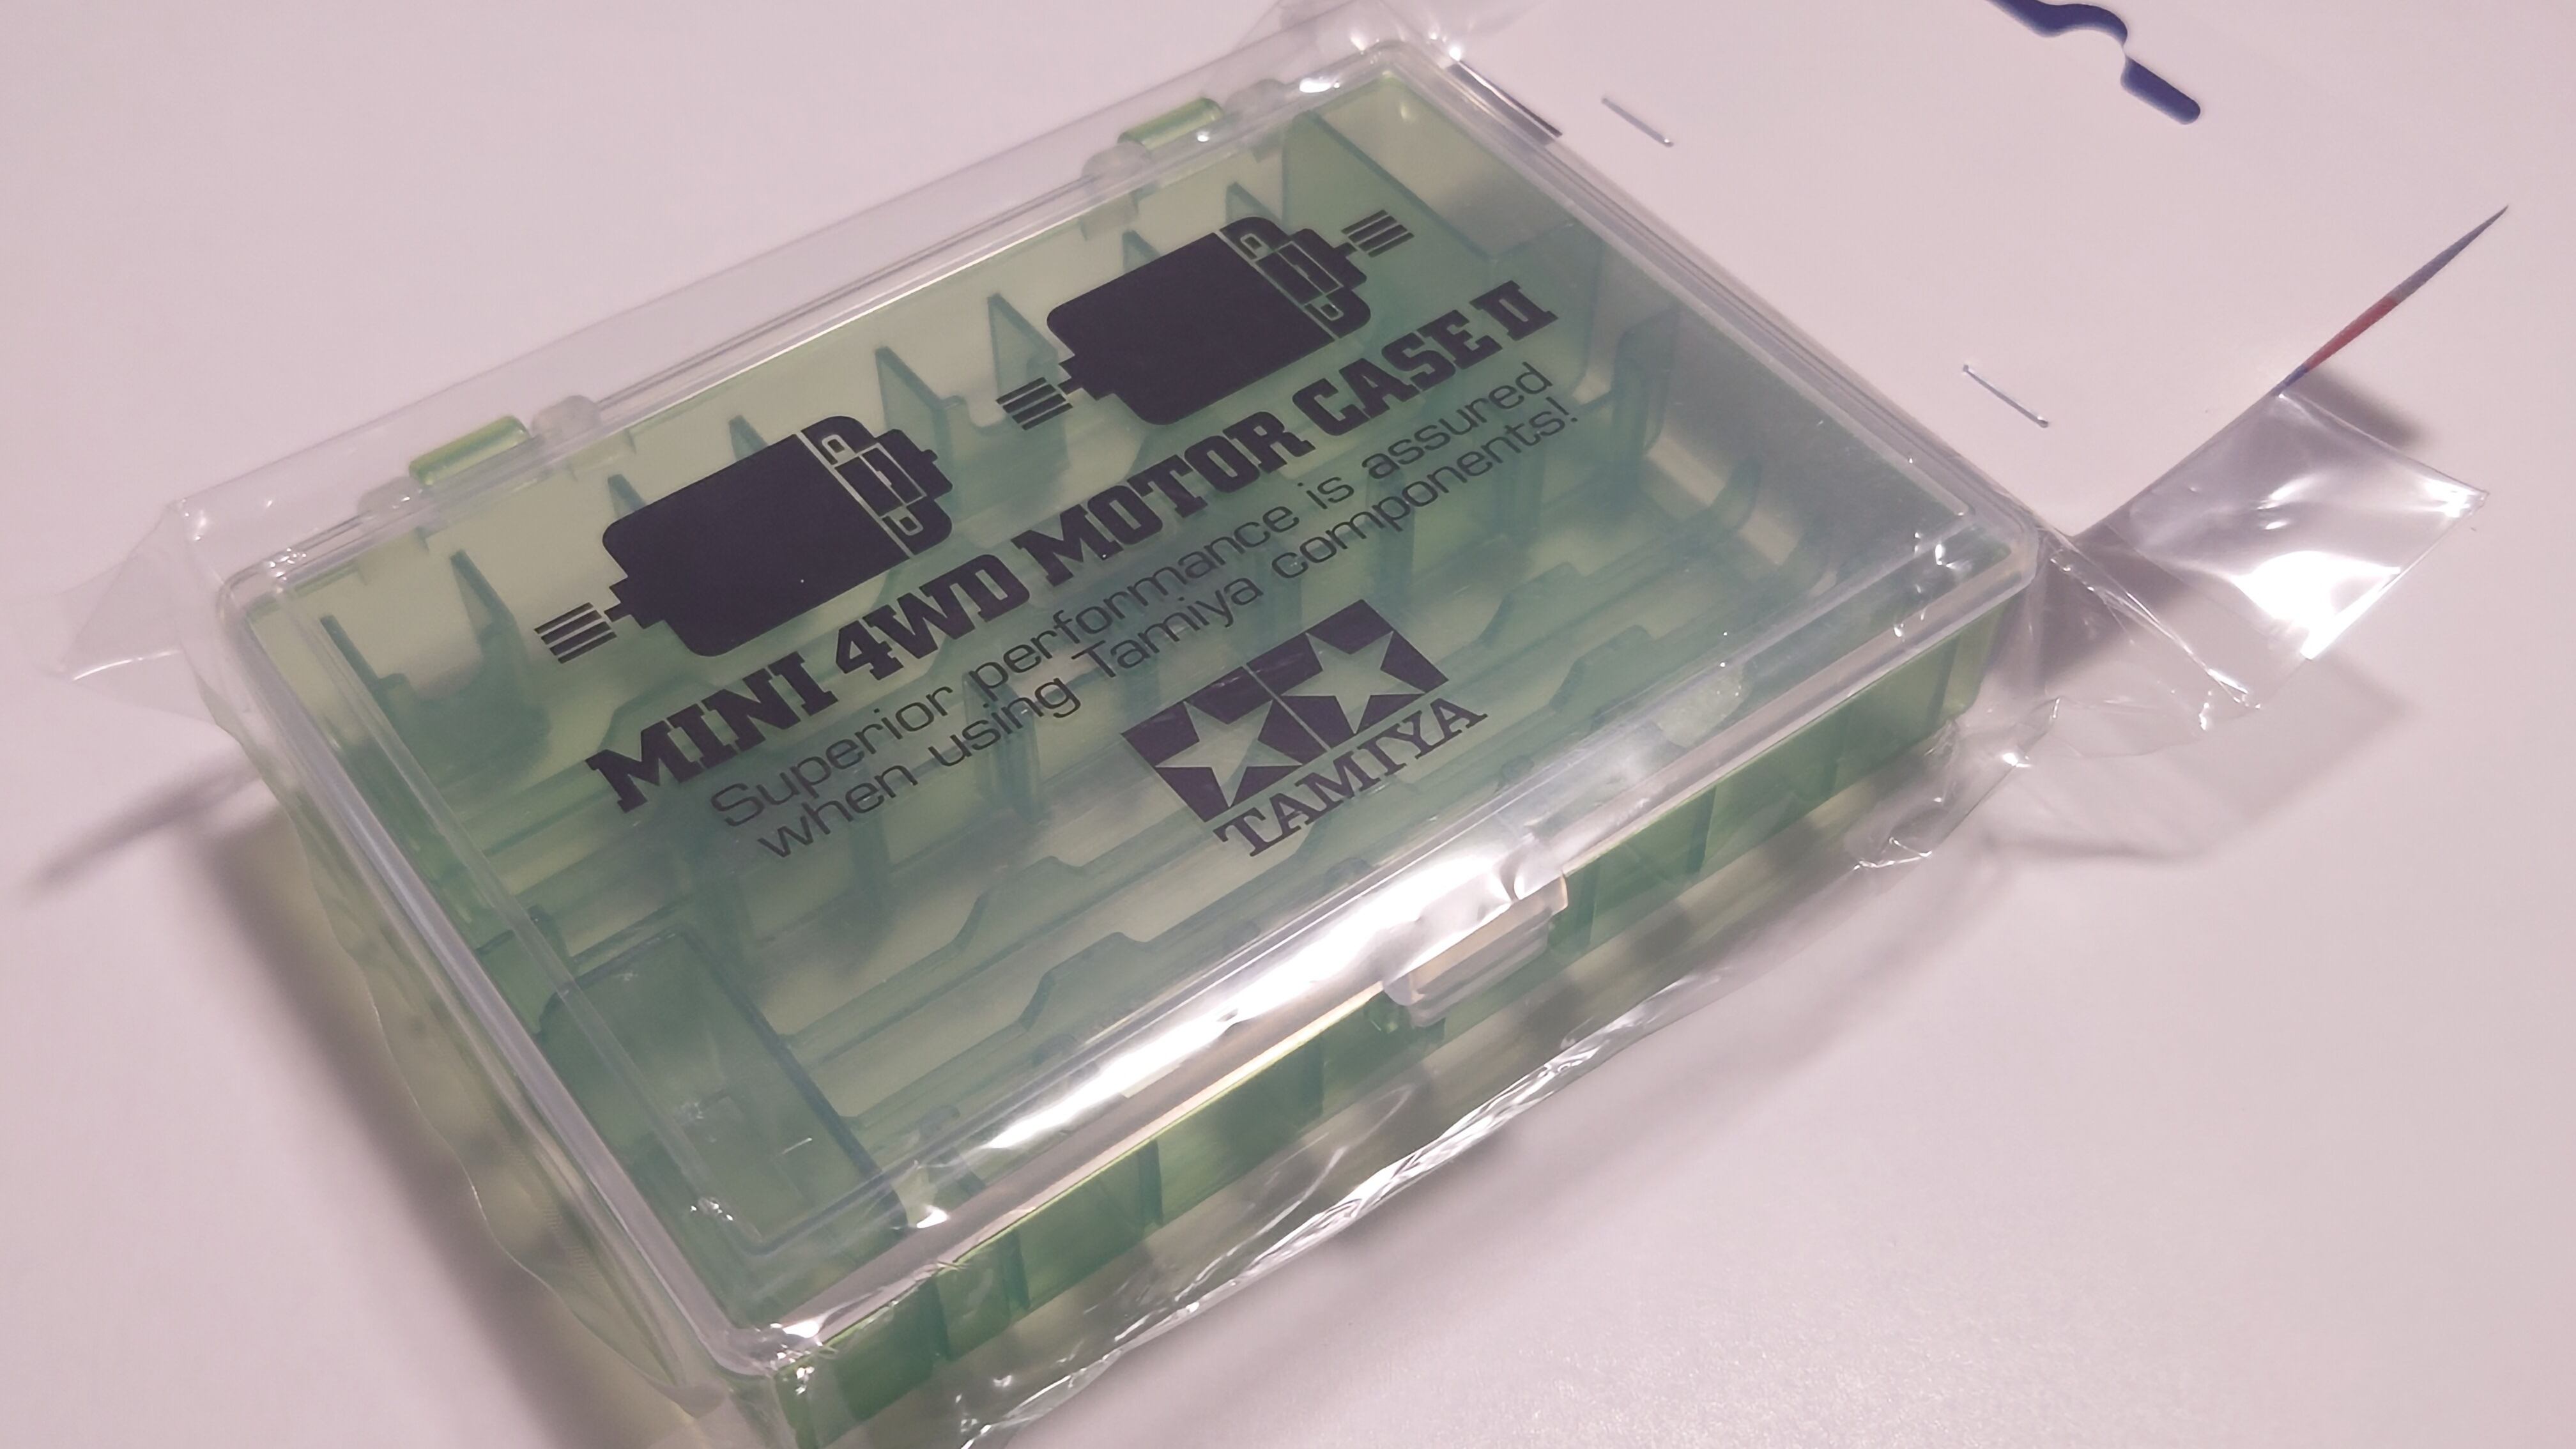 MINI 4WD MOTOR CASE II
Superior performance is assured
when using Tamiya components!
TAMIYA